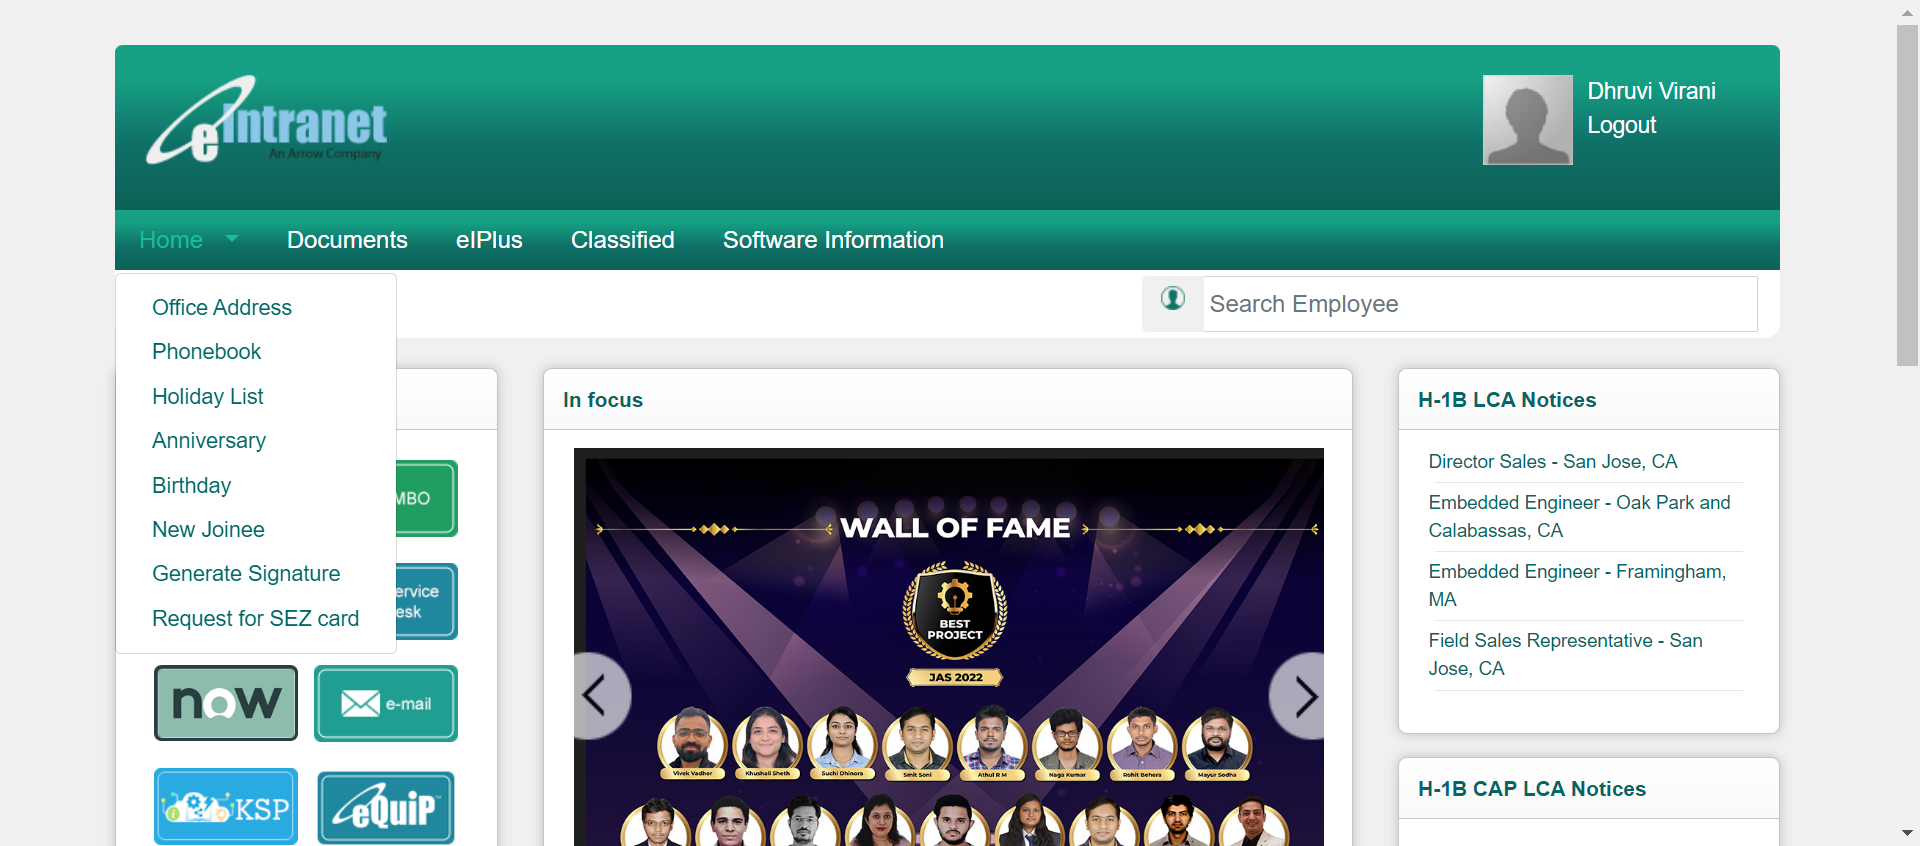 eIntranet
An Arrow Company
Dhruvi Virani
Logout
Home
Documents
eIPlus
Classified
Software Information
Office Address
Phonebook
Holiday List
Anniversary
Birthday
New Joinee
Generate Signature
Request for SEZ card
Search Employee
MBO
ervice
esk
now
e-mail
KSP
eQuiP™
In focus
WALL OF FAME
BEST
PROJECT
JAS 2022
Vivek Vadher
Khushali Sheth
Suchi Dhinora
Smit Soni
Athul R M
Naga Kumar
Rohit Behera
Mayur Sodha
H-1B LCA Notices
Director Sales - San Jose, CA
Embedded Engineer - Oak Park and
Calabassas, CA
Embedded Engineer - Framingham,
MA
Field Sales Representative - San
Jose, CA
H-1B CAP LCA Notices